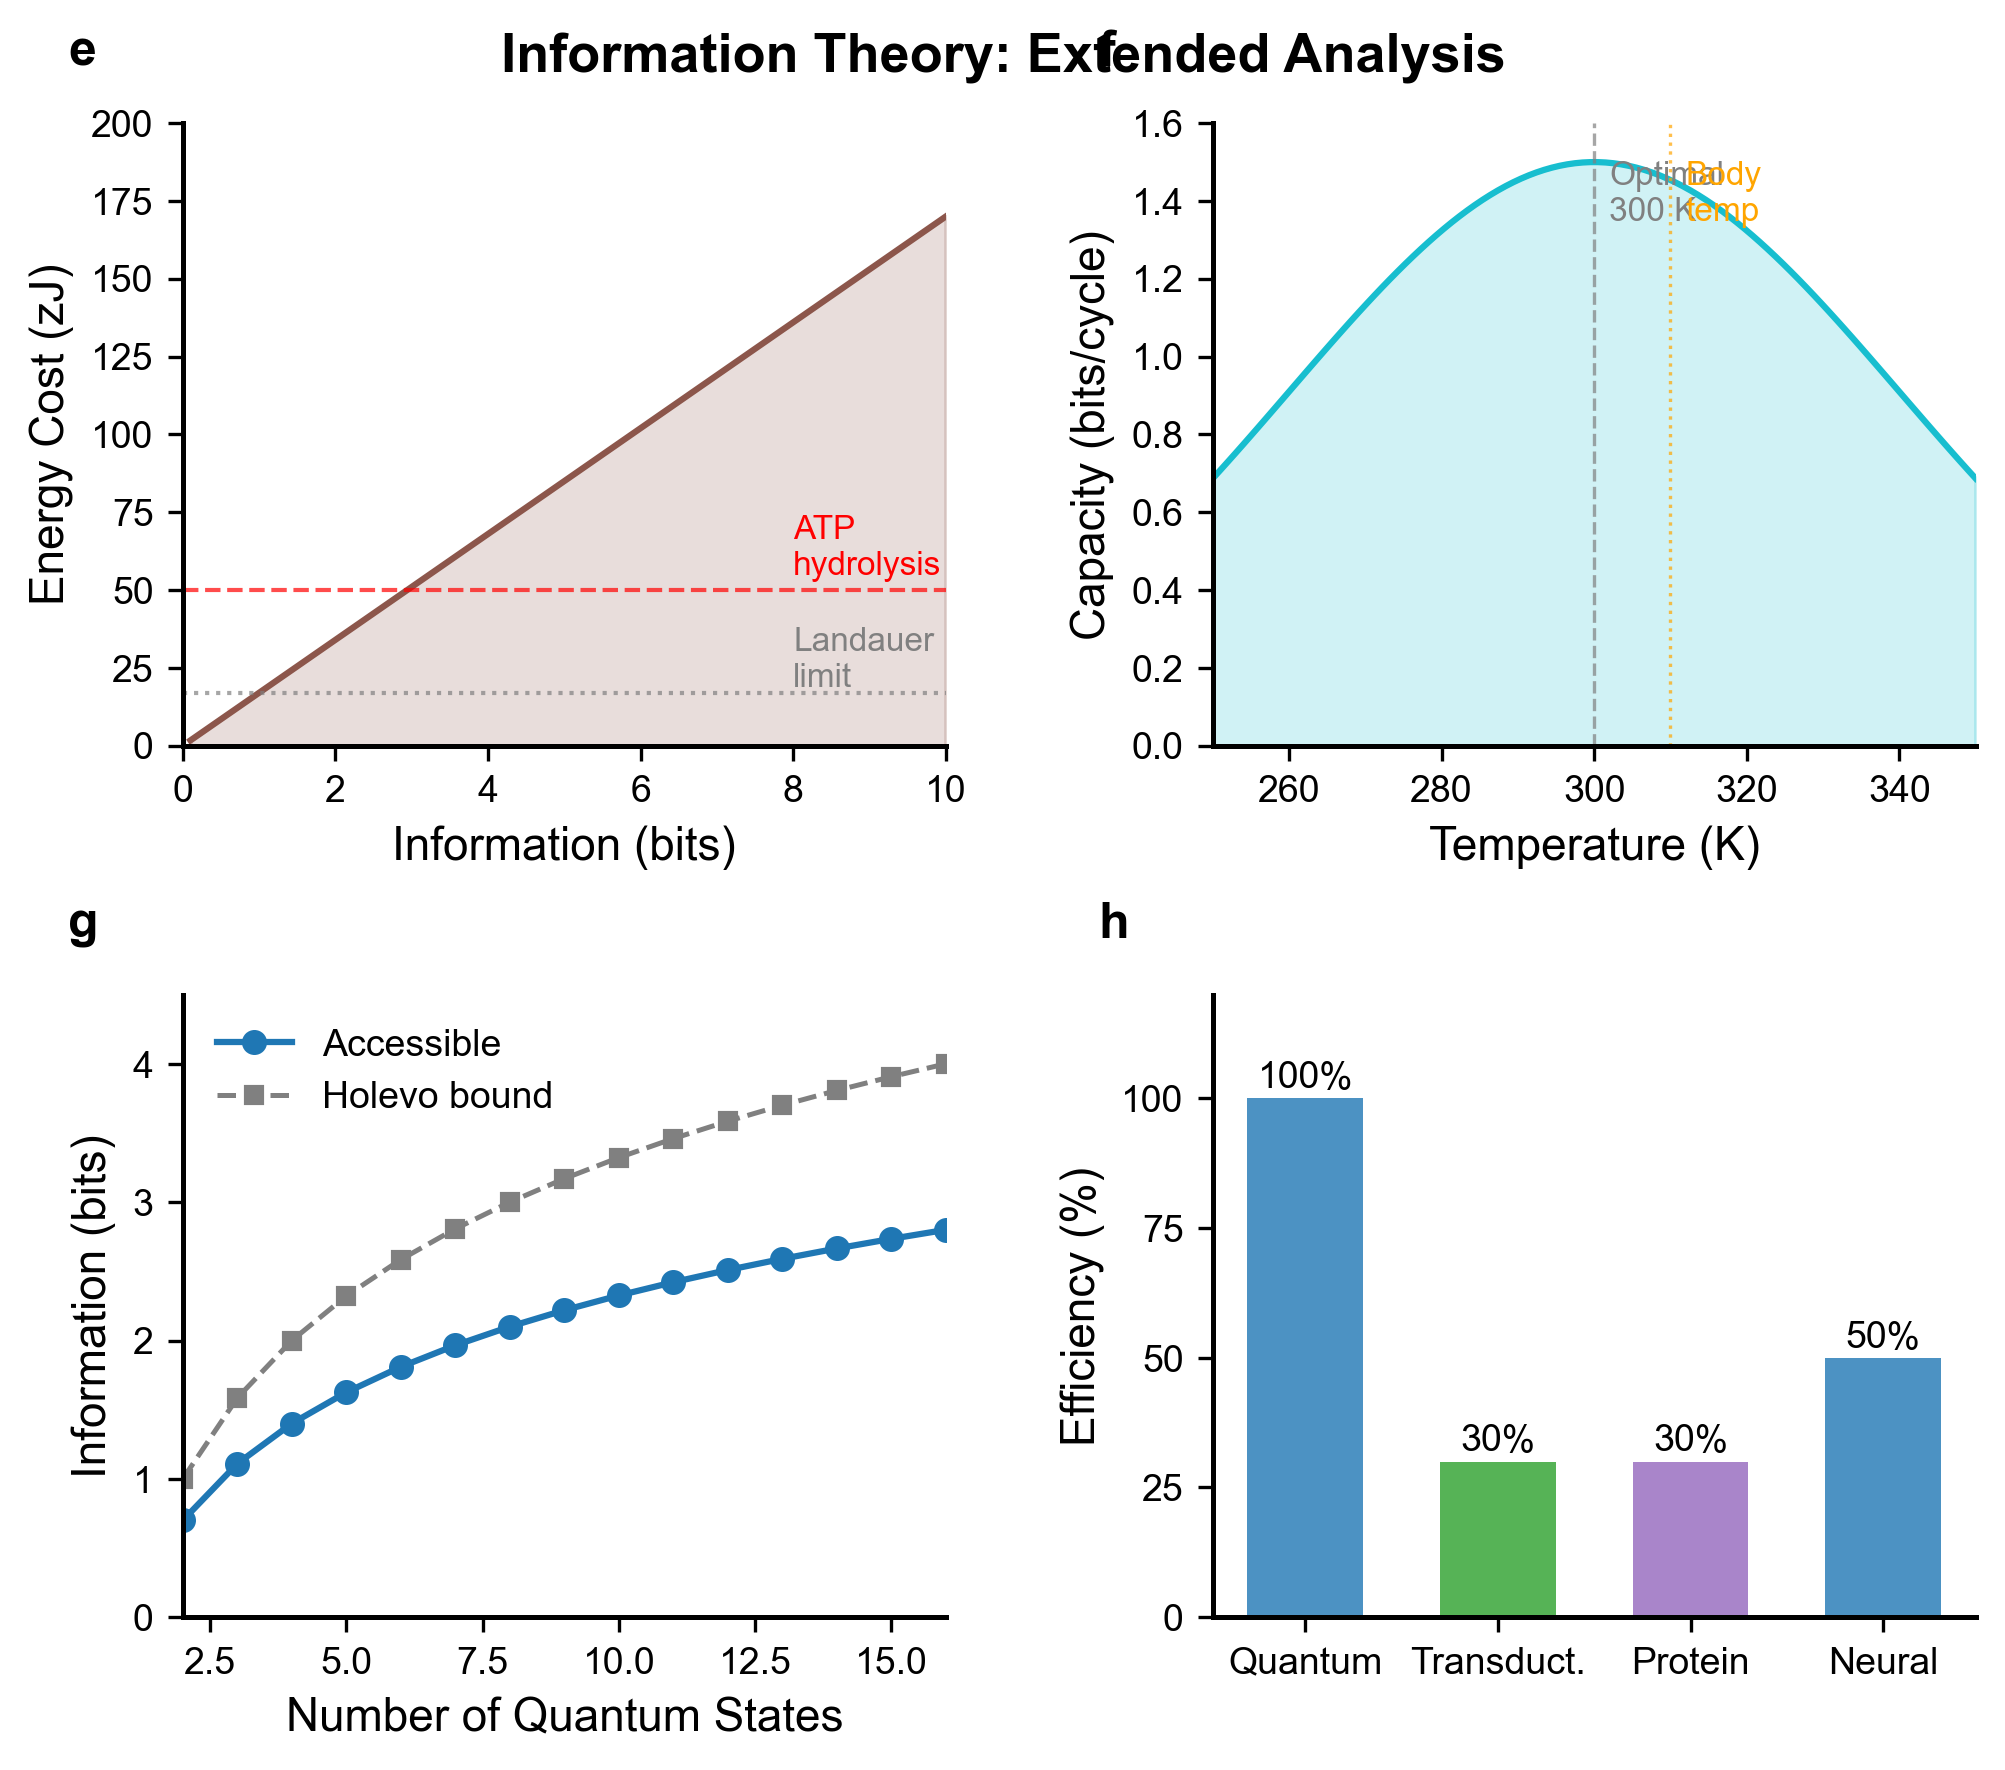 e
Information Theory: Extended Analysis
f
200
175
150
125
100
75
50
25
0
Energy Cost (zJ)
ATP
hydrolysis
Landauer
limit
0 2 4 6 8 10
Information (bits)
1.6
1.4
1.2
1.0
0.8
0.6
0.4
0.2
0.0
Capacity (bits/cycle)
Optimal
300 K
Body
temp
260 280 300 320 340
Temperature (K)
g
4
3
2
1
0
Information (bits)
Accessible
Holevo bound
2.5 5.0 7.5 10.0 12.5 15.0
Number of Quantum States
h
100
75
50
25
0
Efficiency (%)
100%
30%
30%
50%
Quantum Transduct. Protein Neural